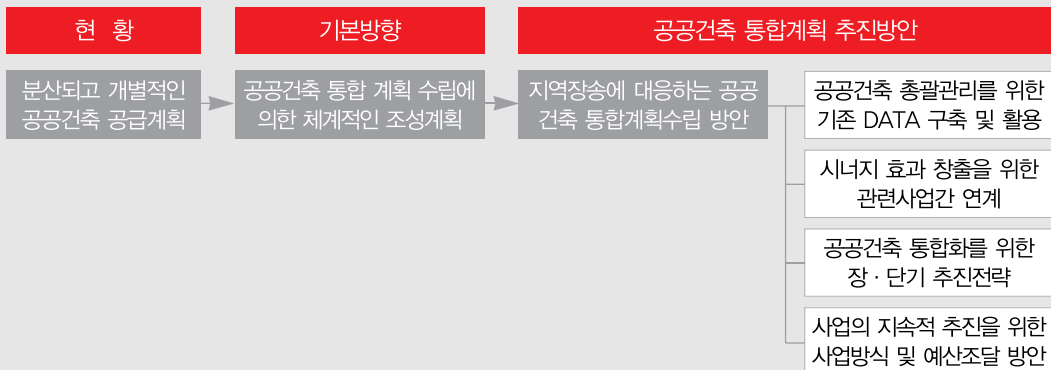 현 황
기본방향
공공건축 통합계획 추진방안
분산되고 개별적인
공공건축 공급계획
공공건축 통합 계획 수립에
의한 체계적인 조성계획
지역장송에 대응하는 공공
건축 통합계획수립 방안
공공건축 총괄관리를 위한
기존 DATA 구축 및 활용
시너지 효과 창출을 위한
관련사업간 연계
공공건축 통합화를 위한
장 · 단기 추진전략
사업의 지속적 추진을 위한
사업방식 및 예산조달 방안